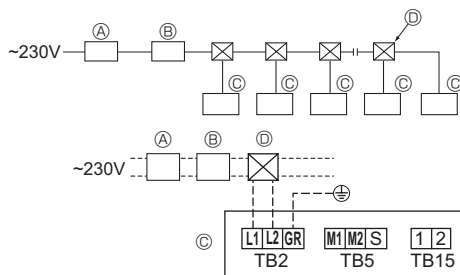 Ⓐ Ⓑ Ⓓ
~230V
Ⓒ Ⓒ Ⓒ Ⓒ Ⓒ
Ⓐ Ⓑ Ⓓ
~230V
Ⓒ L1 L2 GR M1 M2 S 1 2
TB2 TB5 TB15